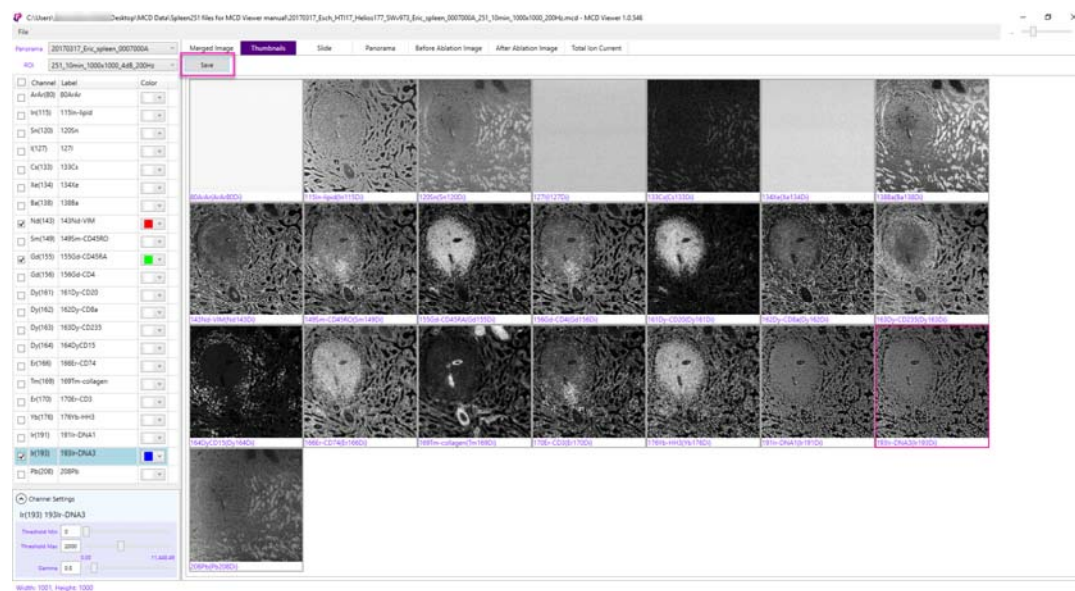 C:\Users\ Desktop\MCD Data\Spleen251 files for MCD Viewer manual\20170317_Esch_HTI17_Helios177_SWv973_Eric_spleen_0007000A_251_10min_1000x1000_200Hz.mcd - MCD Viewer 1.0.546
File
Panorama 20170317_Eric_spleen_0007000A
Merged Image Thumbnails Slide Panorama Before Ablation Image After Ablation Image Total Ion Current
ROI 251_10min_1000x1000_AdB_200Hz
Save
Channel Label Color
ArAr(80) 80ArAr
In(115) 115In-lipid
Sn(120) 120Sn
I(127) 127I
Cs(133) 133Cs
Xe(134) 134Xe
Ba(138) 138Ba
Nd(143) 143Nd-VIM
Sm(149) 149Sm-CD45RO
Gd(155) 155Gd-CD45RA
Gd(156) 156Gd-CD4
Dy(161) 161Dy-CD20
Dy(162) 162Dy-CD8a
Dy(163) 163Dy-CD235
Dy(164) 164DyCD15
Er(166) 166Er-CD74
Tm(169) 169Tm-collagen
Er(170) 170Er-CD3
Yb(176) 176Yb-HH3
Ir(191) 191Ir-DNA1
Ir(193) 193Ir-DNA3
Pb(208) 208Pb
80ArAr(ArAr80Di) 115In-lipid(In115Di) 120Sn(Sn120Di) 127I(I127Di) 133Cs(Cs133Di) 134Xe(Xe134Di) 138Ba(Ba138Di)
143Nd-VIM(Nd143Di) 149Sm-CD45RO(Sm149Di) 155Gd-CD45RA(Gd155Di) 156Gd-CD4(Gd156Di) 161Dy-CD20(Dy161Di) 162Dy-CD8a(Dy162Di) 163Dy-CD235(Dy163Di)
164DyCD15(Dy164Di) 166Er-CD74(Er166Di) 169Tm-collagen(Tm169Di) 170Er-CD3(Er170Di) 176Yb-HH3(Yb176Di) 191Ir-DNA1(Ir191Di) 193Ir-DNA3(Ir193Di)
208Pb(Pb208Di)
Channel Settings
Ir(193) 193Ir-DNA3
Threshold Min 0
Threshold Max 2000
0.00
Gamma 3.0
Width: 1001, Height: 1000